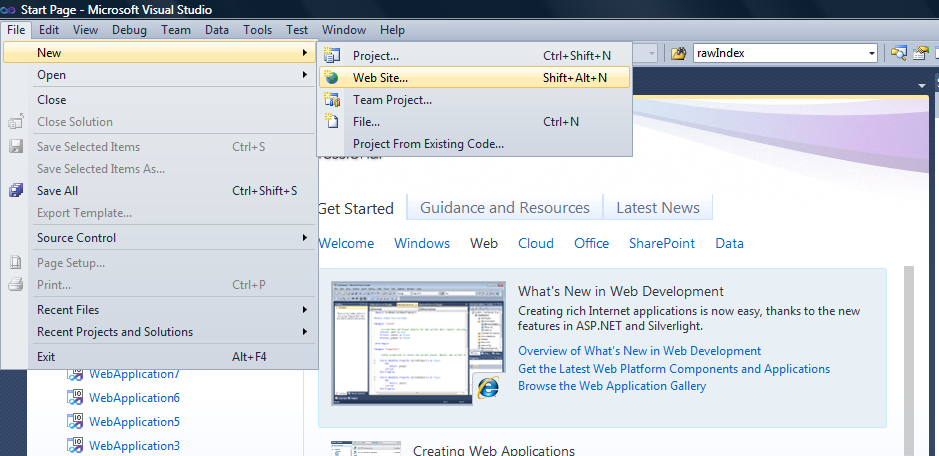 Start Page - Microsoft Visual Studio
File Edit View Debug Team Data Tools Test Window Help
New
Open
Close
Close Solution
Save Selected Items Ctrl+S
Save Selected Items As...
Save All Ctrl+Shift+S
Export Template...
Source Control
Page Setup...
Print... Ctrl+P
Recent Files
Recent Projects and Solutions
Exit Alt+F4
Project... Ctrl+Shift+N
Web Site... Shift+Alt+N
Team Project...
File... Ctrl+N
Project From Existing Code...
rawIndex
Get Started Guidance and Resources Latest News
Welcome Windows Web Cloud Office SharePoint Data
What's New in Web Development
Creating rich Internet applications is now easy, thanks to the new
features in ASP.NET and Silverlight.
Overview of What's New in Web Development
Get the Latest Web Platform Components and Applications
Browse the Web Application Gallery
Creating Web Applications
WebApplication7
WebApplication6
WebApplication5
WebApplication3